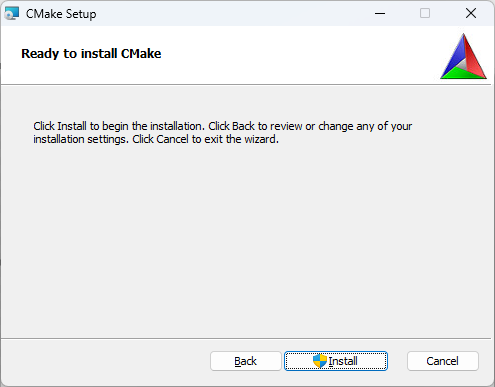 CMake Setup
Ready to install CMake
Click Install to begin the installation. Click Back to review or change any of your
installation settings. Click Cancel to exit the wizard.
Back
Install
Cancel